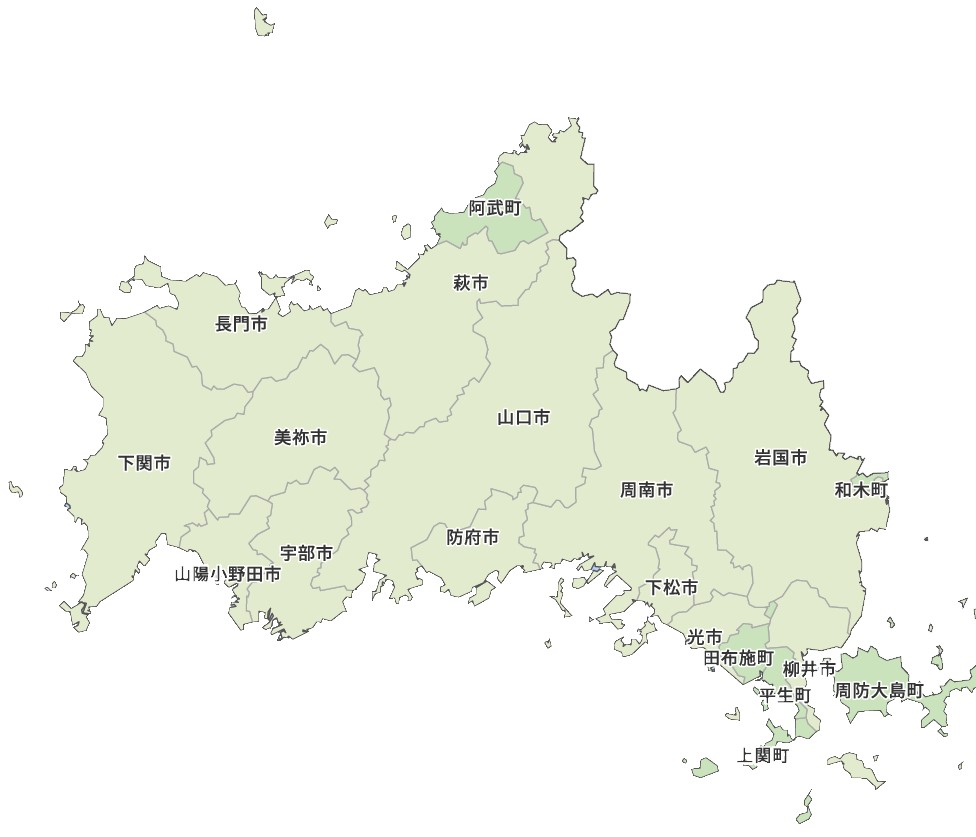 阿武町
萩市
長門市
山口市
美祢市
下関市
岩国市
周南市
和木町
防府市
宇部市
山陽小野田市
下松市
光市
田布施町
柳井市
周防大島町
平生町
上関町